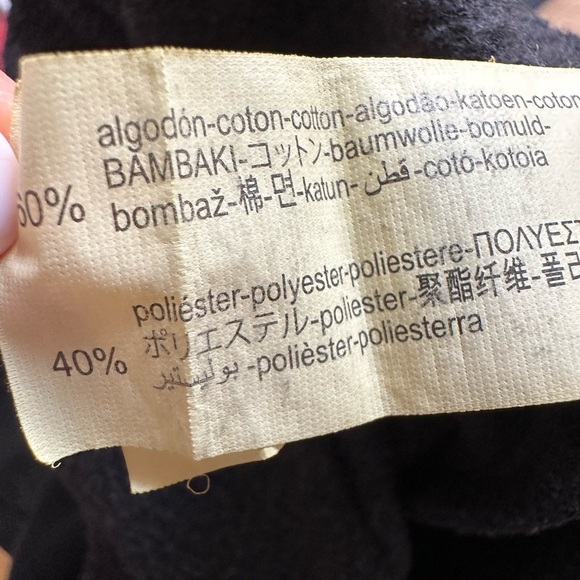 algodón-coton-cotton-algodão-katoen-coton
BAMBAKI-コットン-baumwolle-bomuld-
60% bombaž-棉-면-katun- قطن -cotó-kotoia
poliéster-polyester-poliestere-ΠΟΛΥΕΣΤ
ポリエステル-poliester-聚酯纤维-폴리
40% بوليستير -polièster-poliesterra